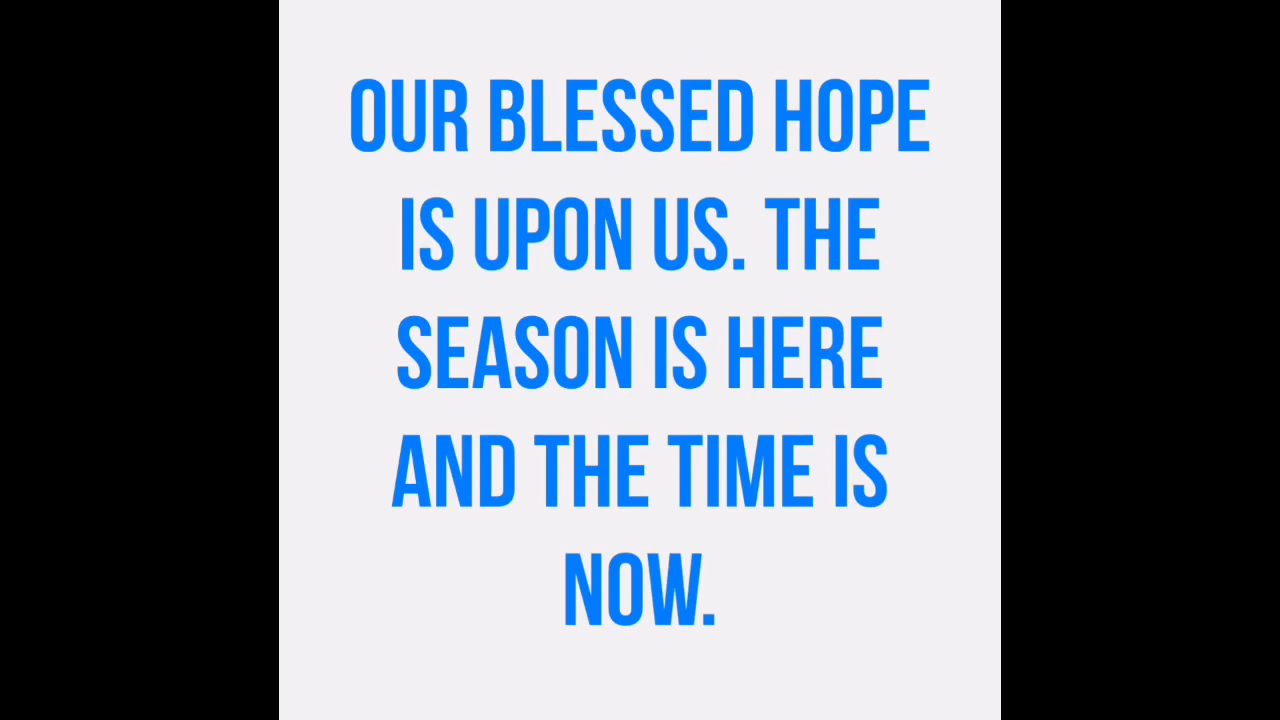 OUR BLESSED HOPE
IS UPON US. THE
SEASON IS HERE
AND THE TIME IS
NOW.